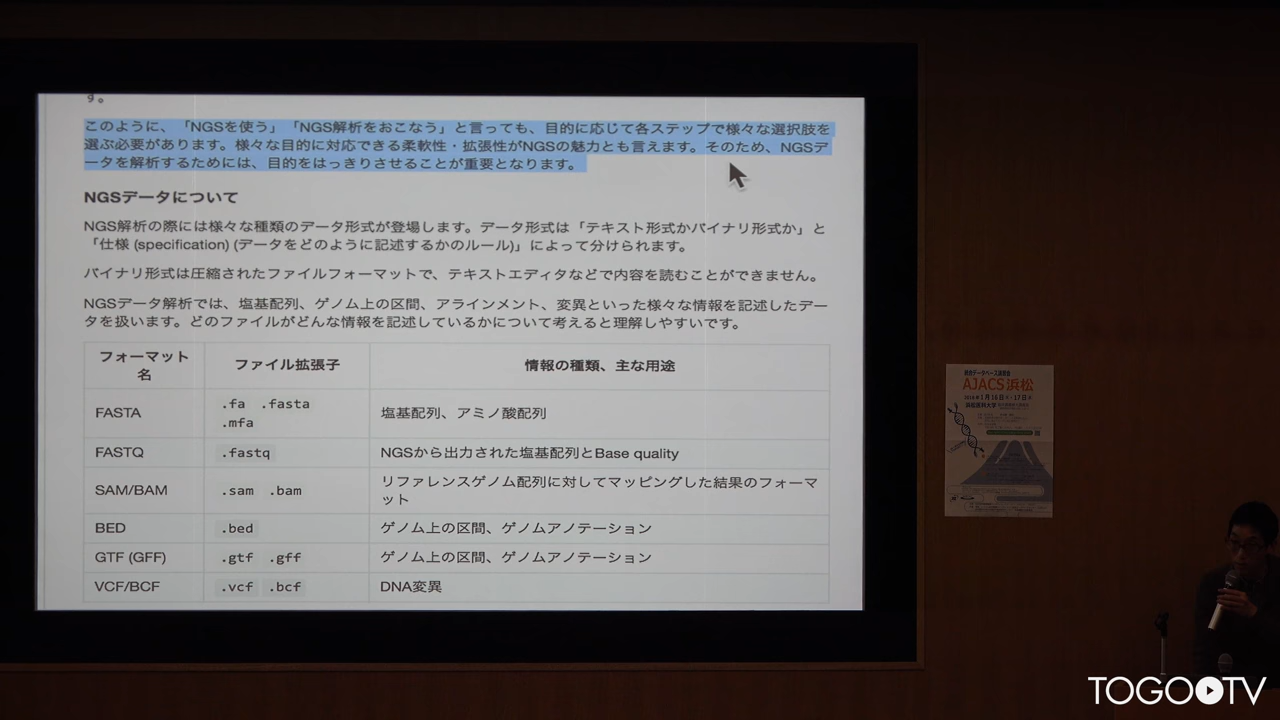 す。
このように、「NGSを使う」「NGS解析をおこなう」と言っても、目的に応じて各ステップで様々な選択肢を
選ぶ必要があります。様々な目的に対応できる柔軟性・拡張性がNGSの魅力とも言えます。そのため、NGSデ
ータを解析するためには、目的をはっきりさせることが重要となります。
NGSデータについて
NGS解析の際には様々な種類のデータ形式が登場します。データ形式は「テキスト形式かバイナリ形式か」と
「仕様 (specification) (データをどのように記述するかのルール)」によって分けられます。
バイナリ形式は圧縮されたファイルフォーマットで、テキストエディタなどで内容を読むことができません。
NGSデータ解析では、塩基配列、ゲノム上の区間、アラインメント、変異といった様々な情報を記述したデー
タを扱います。どのファイルがどんな情報を記述しているかについて考えると理解しやすいです。
フォーマット
名
ファイル拡張子
情報の種類、主な用途
FASTA
.fa .fasta
.mfa
塩基配列、アミノ酸配列
FASTQ
.fastq
NGSから出力された塩基配列とBase quality
SAM/BAM
.sam .bam
リファレンスゲノム配列に対してマッピングした結果のフォーマ
ット
BED
.bed
ゲノム上の区間、ゲノムアノテーション
GTF (GFF)
.gtf .gff
ゲノム上の区間、ゲノムアノテーション
VCF/BCF
.vcf .bcf
DNA変異
AJACS浜松
TOGOTV